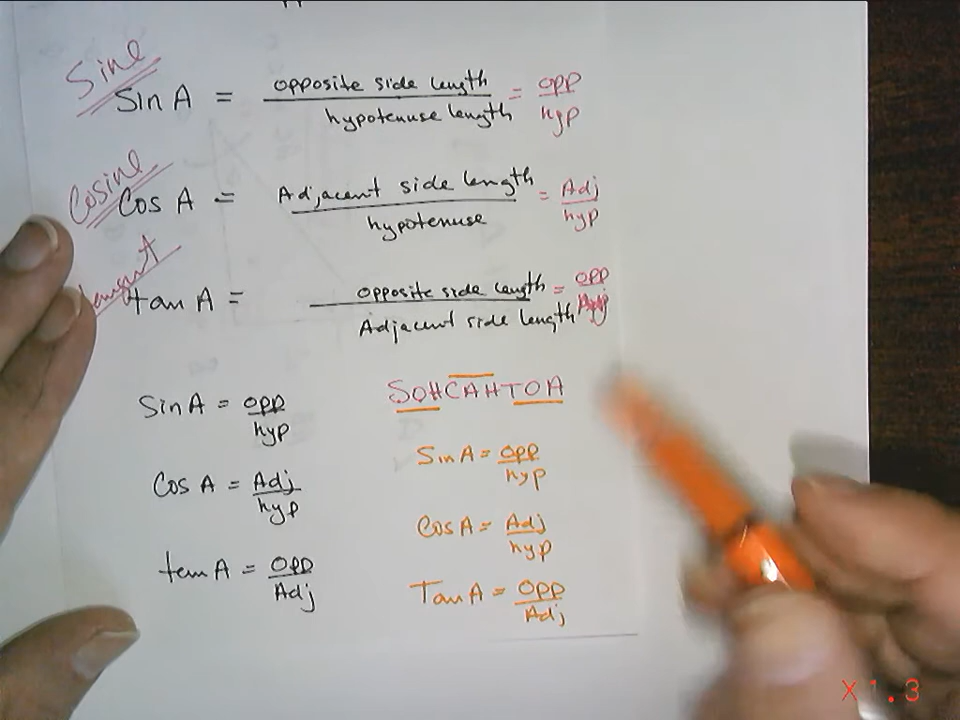 Sine
Sin A = opposite side length / hypotenuse length = opp / hyp
Cosine
Cos A = Adjacent side length / hypotenuse = Adj / hyp
tan A = opposite side length / Adjacent side length = opp
SOHCAHTOA
Sin A = opp / hyp
Cos A = Adj / hyp
tan A = opp / Adj
Sin A = opp / hyp
Cos A = Adj / hyp
Tan A = opp / Adj
X1.3